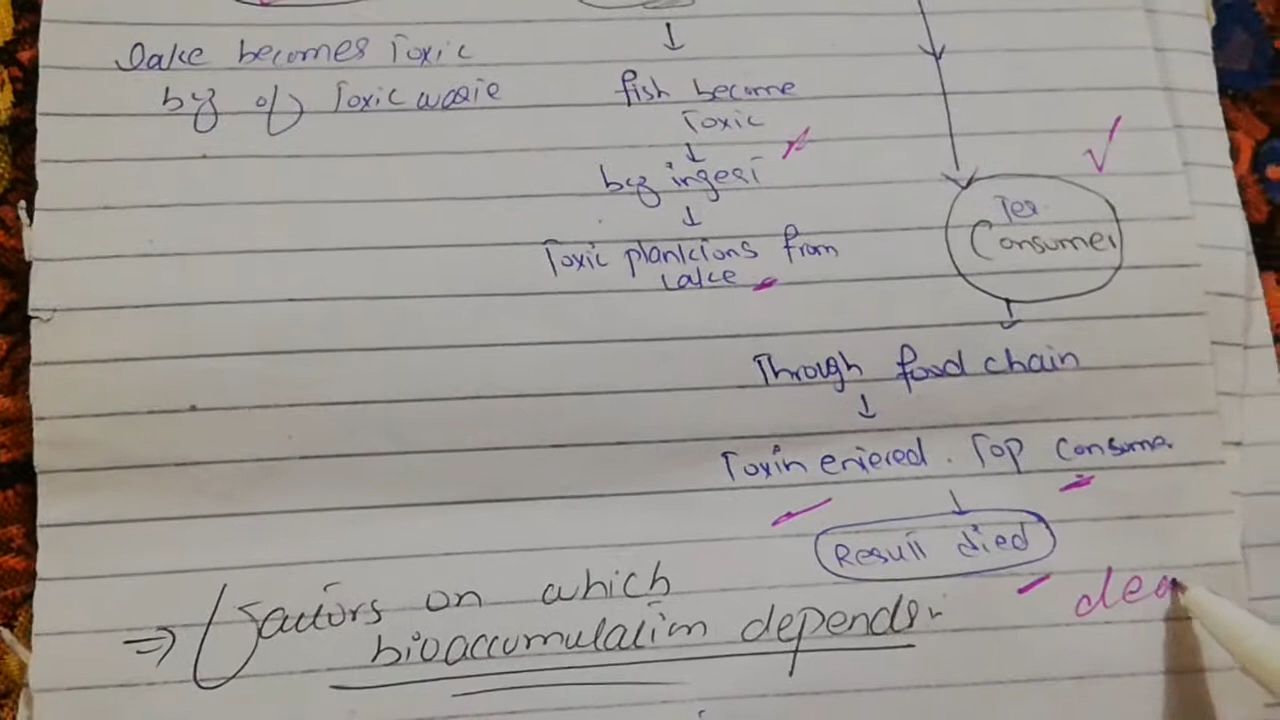 Lake becomes Toxic
by of Toxic waste
fish become
Toxic
by ingest
Toxic planktons from
Lake
Ter
Consumer
Through food chain
Toxin entered. Top Consume.
Result died
dea
⇒ Factors on which
bioaccumulation depends.